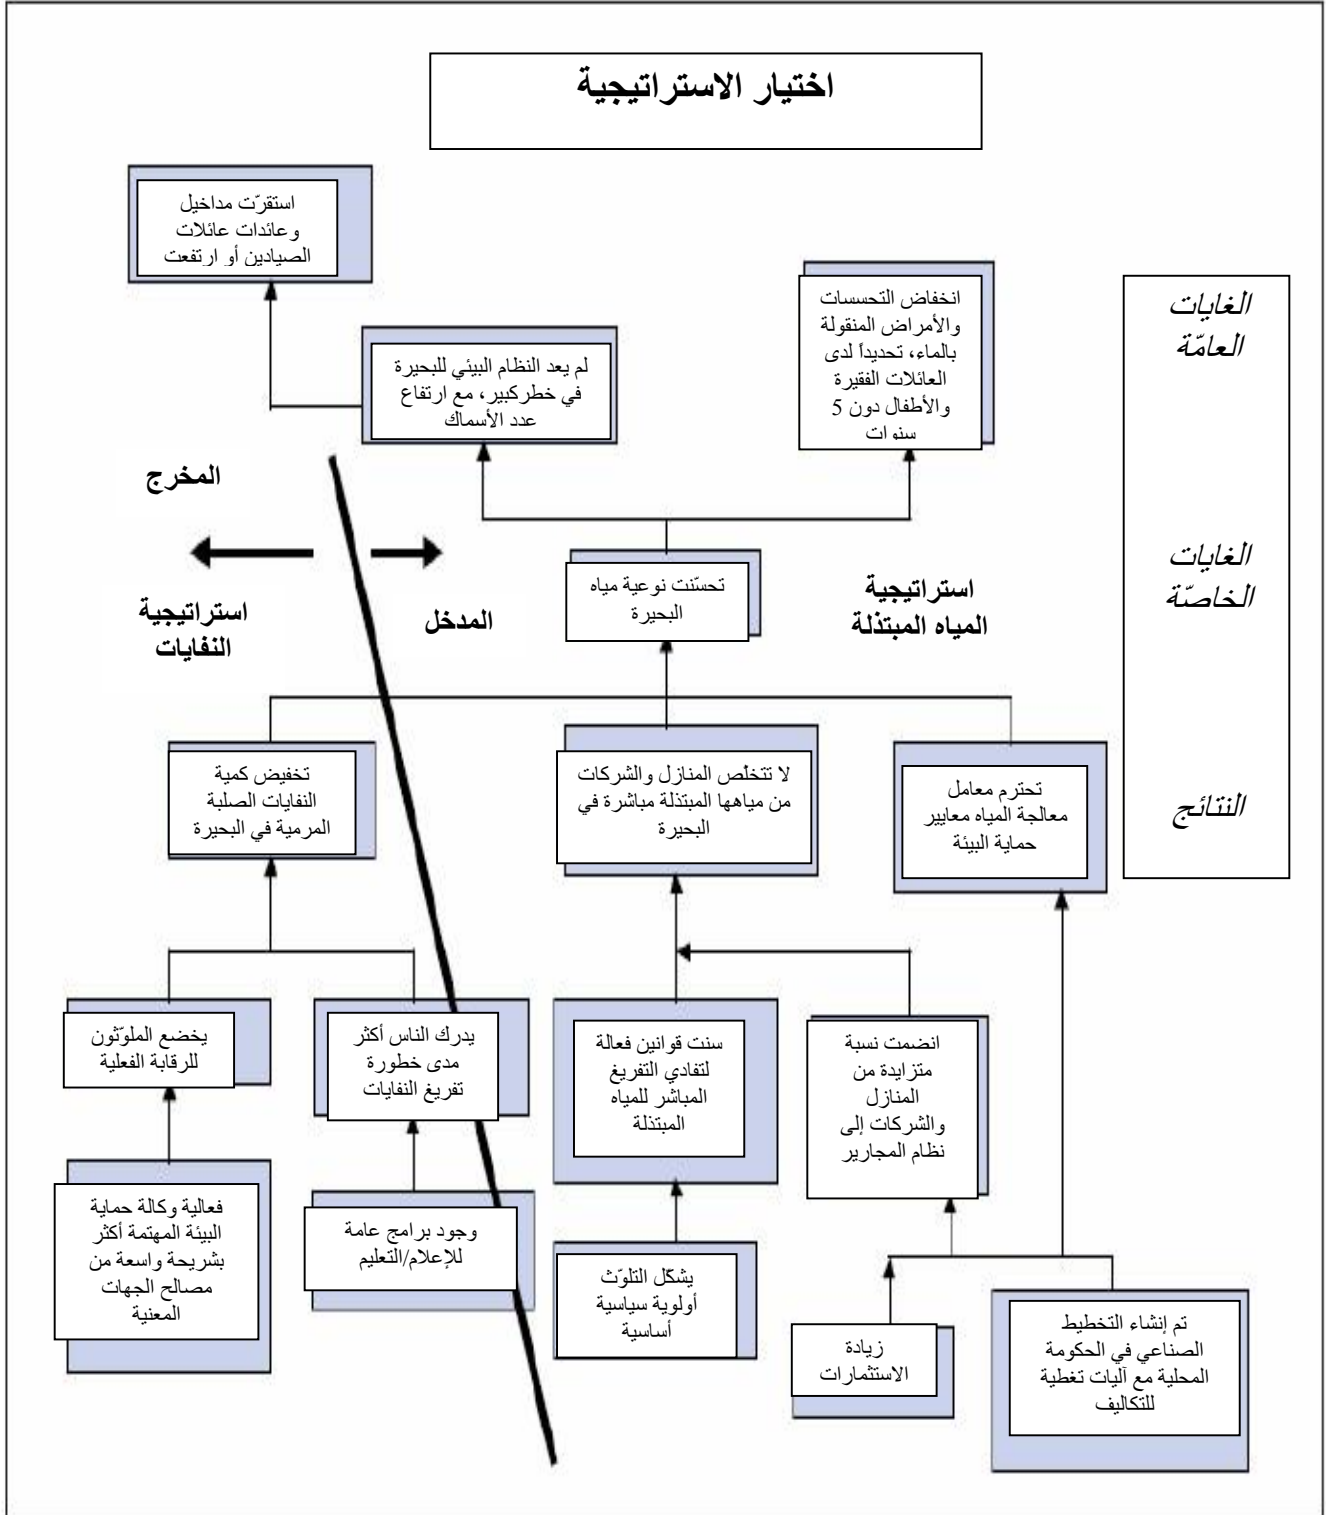 اختيار الاستراتيجية
استقرّت مداخيل
وعائدات عائلات
الصيادين أو ارتفعت
انخفاض التحسسات
والأمراض المنقولة
بالماء، تحديداً لدى
العائلات الفقيرة
والأطفال دون 5
سنوات
الغايات
العامّة
لم يعد النظام البيئي للبحيرة
في خطركبير، مع ارتفاع
عدد الأسماك
المخرج
الغايات
الخاصّة
تحسّنت نوعية مياه
البحيرة
استراتيجية
المياه المبتذلة
المدخل
استراتيجية
النفايات
النتائج
تحترم معامل
معالجة المياه معايير
حماية البيئة
لا تتخلّص المنازل والشركات
من مياهها المبتذلة مباشرة في
البحيرة
تخفيض كمية
النفايات الصلبة
المرمية في البحيرة
انضمت نسبة
متزايدة من
المنازل
والشركات إلى
نظام المجارير
سنت قوانين فعالة
لتفادي التفريغ
المباشر للمياه
المبتذلة
يدرك الناس أكثر
مدى خطورة
تفريغ النفايات
يخضع الملوّثون
للرقابة الفعلية
تم إنشاء التخطيط
الصناعي في الحكومة
المحلية مع آليات تغطية
للتكاليف
زيادة
الاستثمارات
يشكّل التلوّث
أولوية سياسية
أساسية
وجود برامج عامة
للإعلام/التعليم
فعالية وكالة حماية
البيئة المهتمة أكثر
بشريحة واسعة من
مصالح الجهات
المعنية